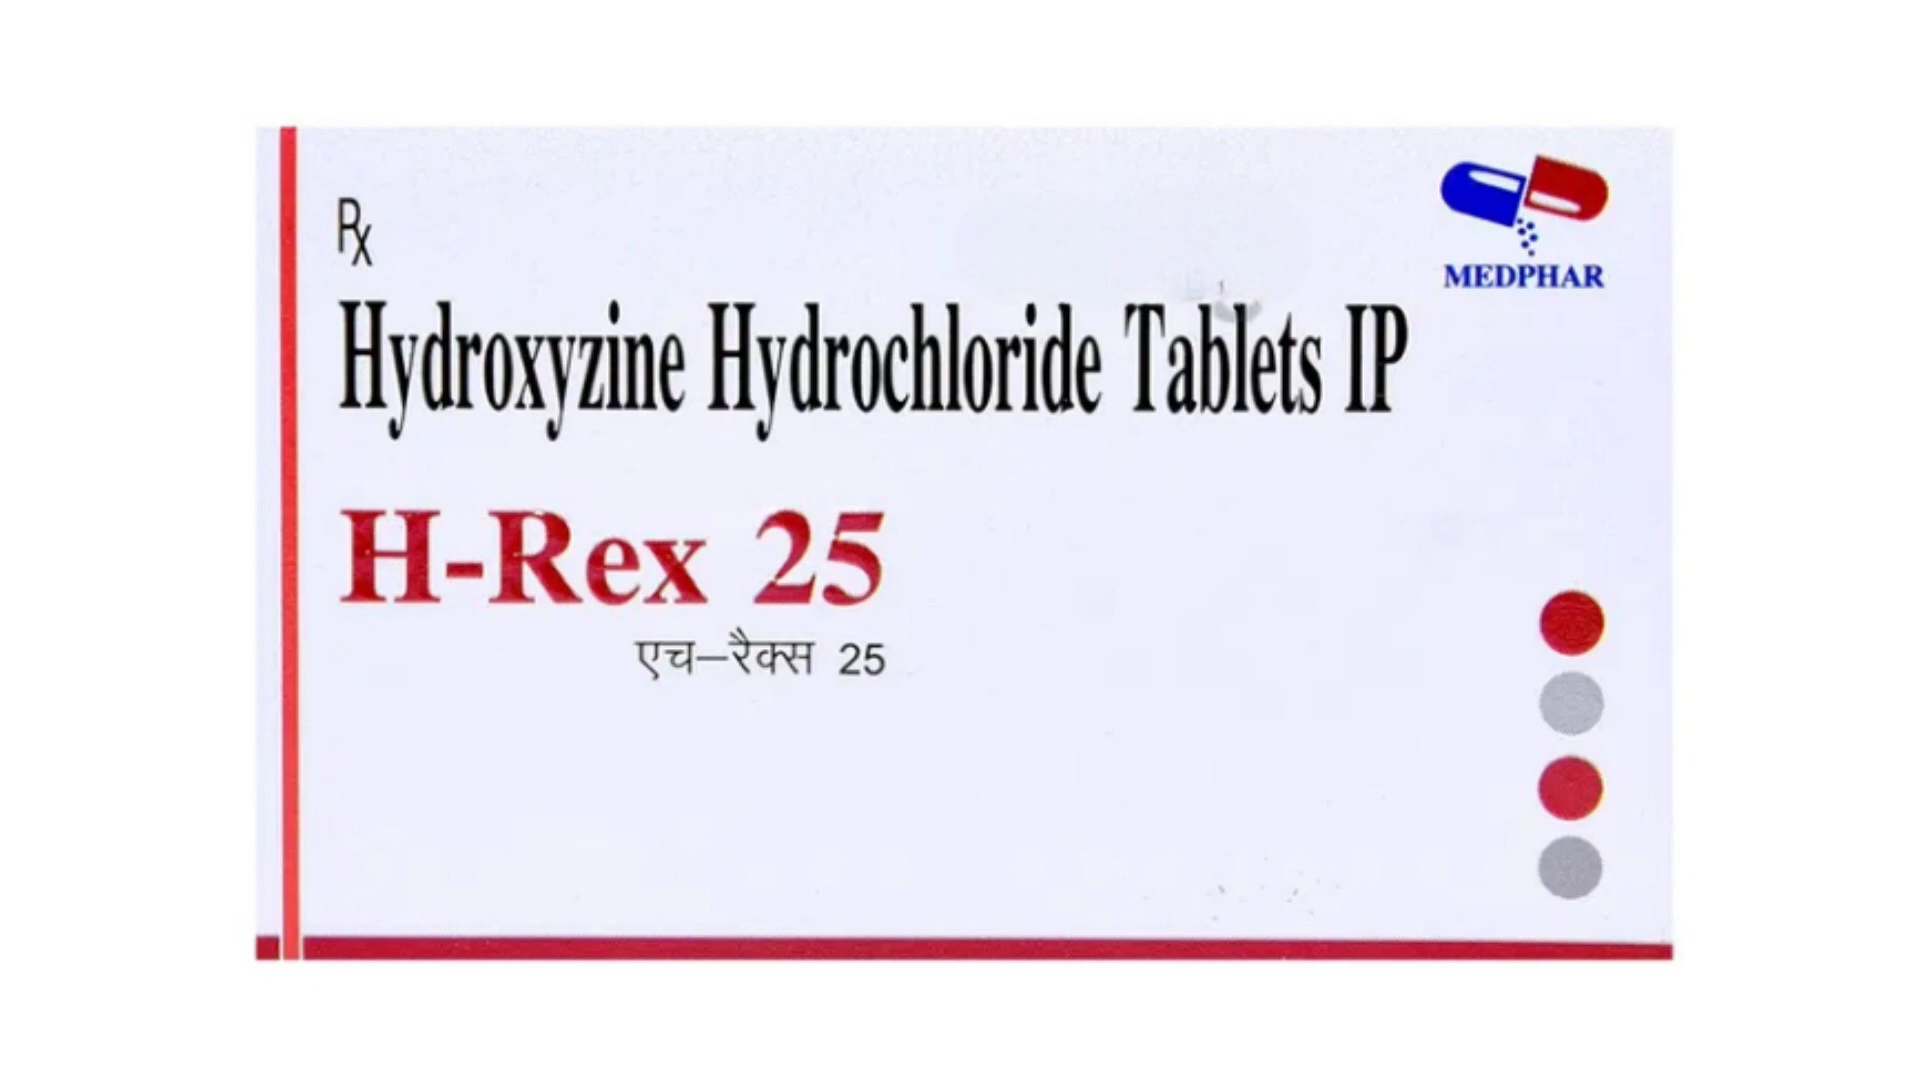 Rx
MEDPHAR
Hydroxyzine Hydrochloride Tablets IP
H-Rex 25
एच–रैक्स 25